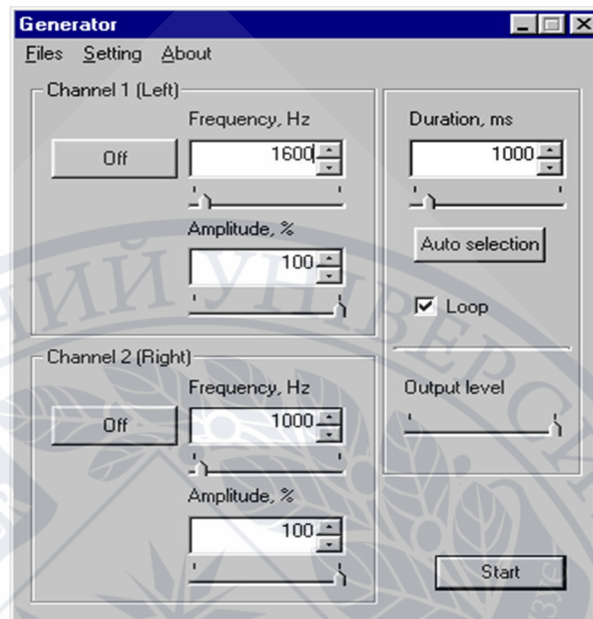 Generator
Files Setting About
Channel 1 (Left)
Frequency, Hz
Off
1600
Amplitude, %
100
Channel 2 (Right)
Frequency, Hz
Off
1000
Amplitude, %
100
Duration, ms
1000
Auto selection
Loop
Output level
Start